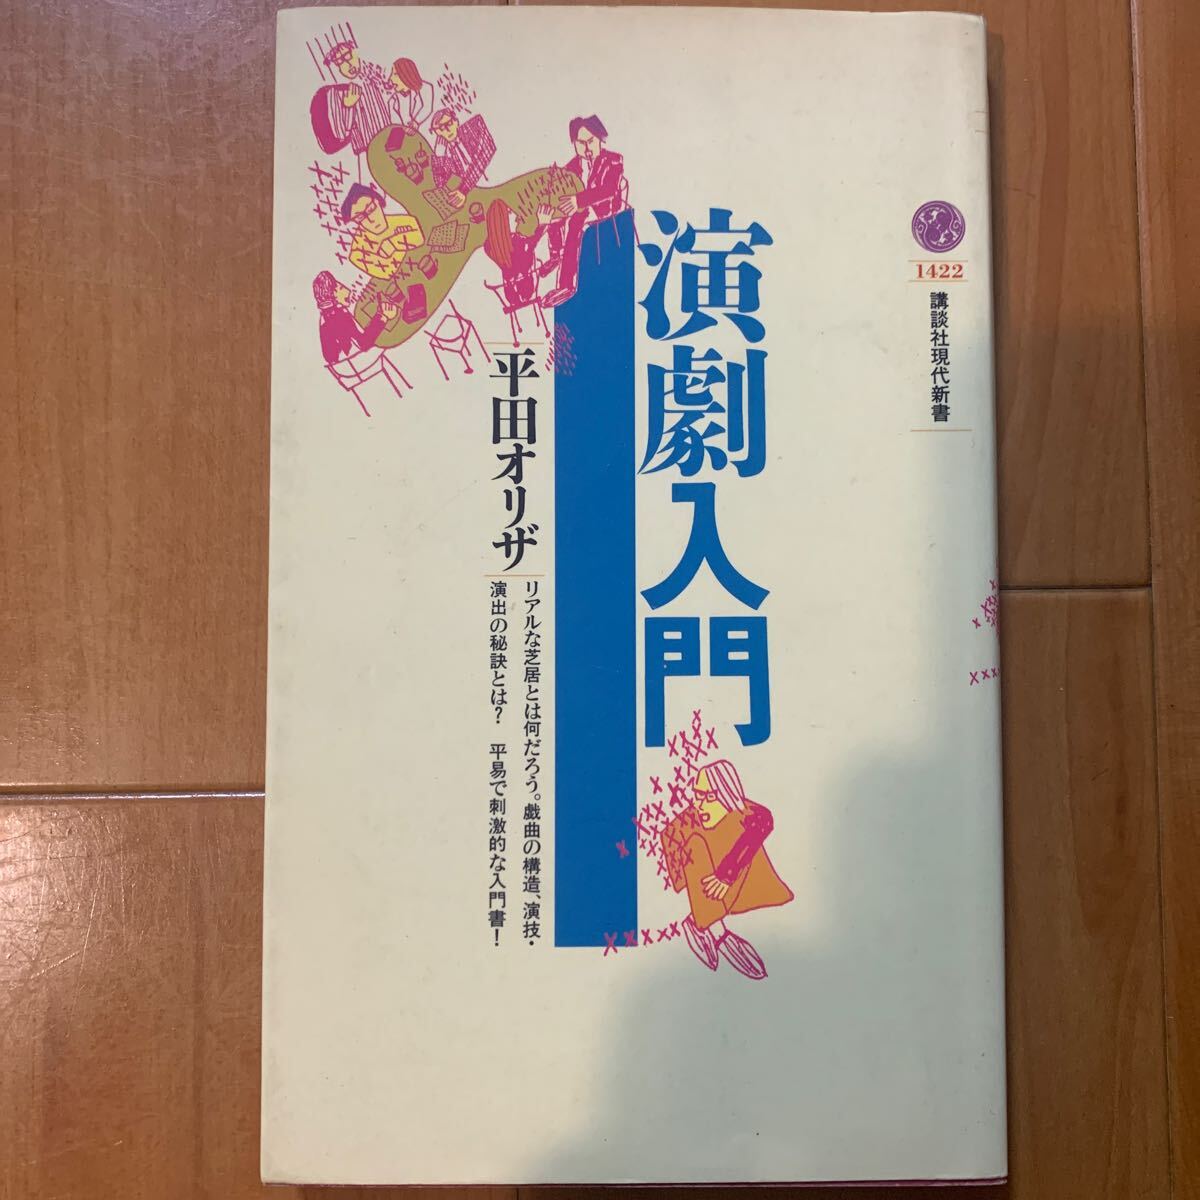 1422
講談社現代新書
演劇入門
平田オリザ
リアルな芝居とは何だろう。戯曲の構造、演技・
演出の秘訣とは？　平易で刺激的な入門書！